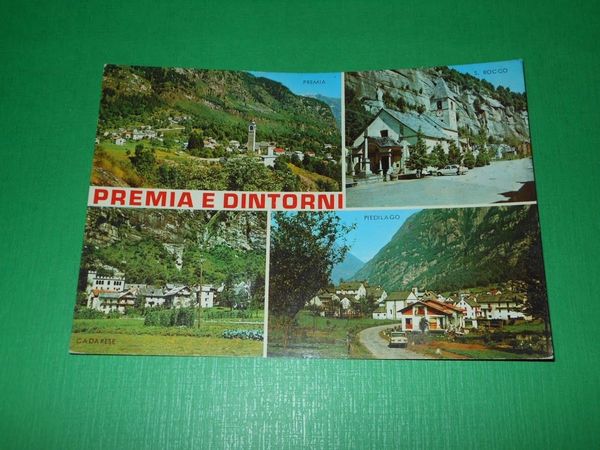 PREMIA
S. ROCCO
PREMIA E DINTORNI
PIEDILAGO
CADARESE